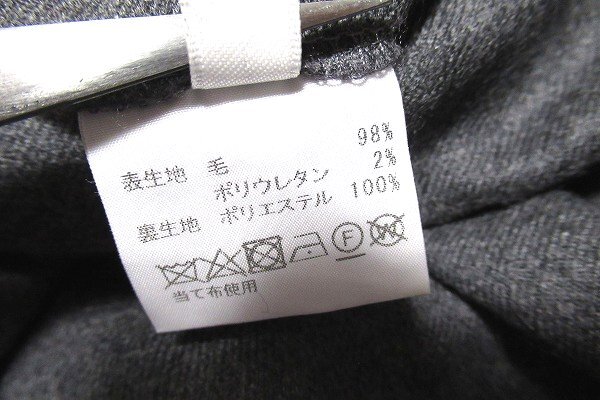 表生地 毛 98%
ポリウレタン 2%
裏生地 ポリエステル 100%
F W
当て布使用